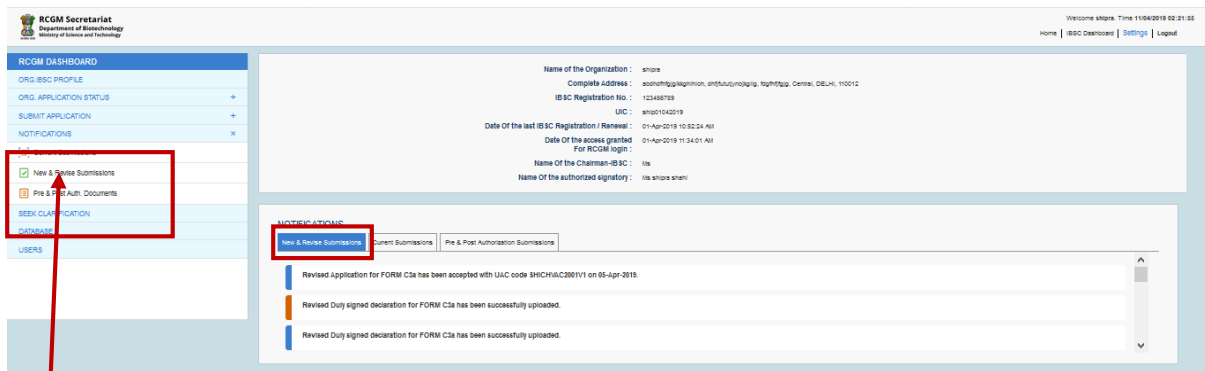 RCGM Secretariat
Department of Biotechnology
Ministry of Science and Technology
Welcome shipra. Time 11/04/2019 02:21:55
Home | IBSC Dashboard | Settings | Logout
RCGM DASHBOARD
ORG.IBSC PROFILE
ORG. APPLICATION STATUS +
SUBMIT APPLICATION +
NOTIFICATIONS ×
Current Submissions
New & Revise Submissions
Pre & Post Auth. Documents
SEEK CLARIFICATION
DATABASE
USERS
Name of the Organization : shipra
Complete Address : Central, DELHI, 110012
IBSC Registration No. : 123456789
UIC : ship01042019
Date Of the last IBSC Registration / Renewal : 01-Apr-2019 10:52:24 AM
Date Of the access granted 01-Apr-2019 11:34:01 AM
For RCGM login :
Name Of the Chairman-IBSC : Ms
Name Of the authorized signatory : Ms shipra shahi
NOTIFICATIONS
New & Revise Submissions Current Submissions Pre & Post Authorization Submissions
Revised Application for FORM C3a has been accepted with UAC code SHICHVAC2001V1 on 05-Apr-2019.
Revised Duly signed declaration for FORM C3a has been successfully uploaded.
Revised Duly signed declaration for FORM C3a has been successfully uploaded.